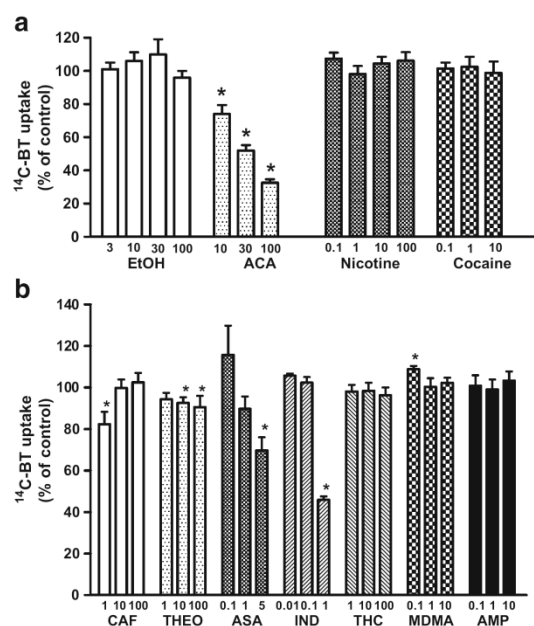 a
¹⁴C-BT uptake
(% of control)
120
100
80
60
40
20
0
* * *
3 10 30 100 10 30 100 0.1 1 10 100 0.1 1 10
EtOH ACA Nicotine Cocaine
b
¹⁴C-BT uptake
(% of control)
140
120
100
80
60
40
20
0
* * * * * *
1 10 100 1 10 100 0.1 1 5 0.01 0.1 1 1 10 100 0.1 1 10 0.1 1 10
CAF THEO ASA IND THC MDMA AMP